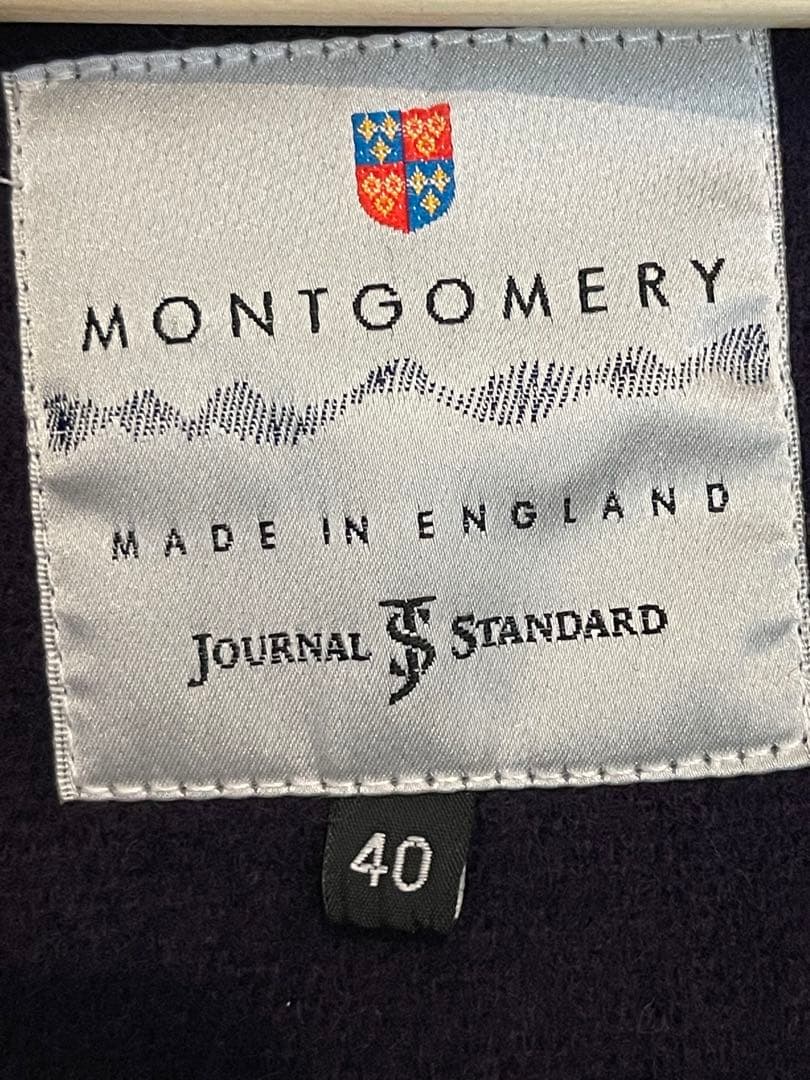 MONTGOMERY
MADE IN ENGLAND
JOURNAL JS STANDARD
40